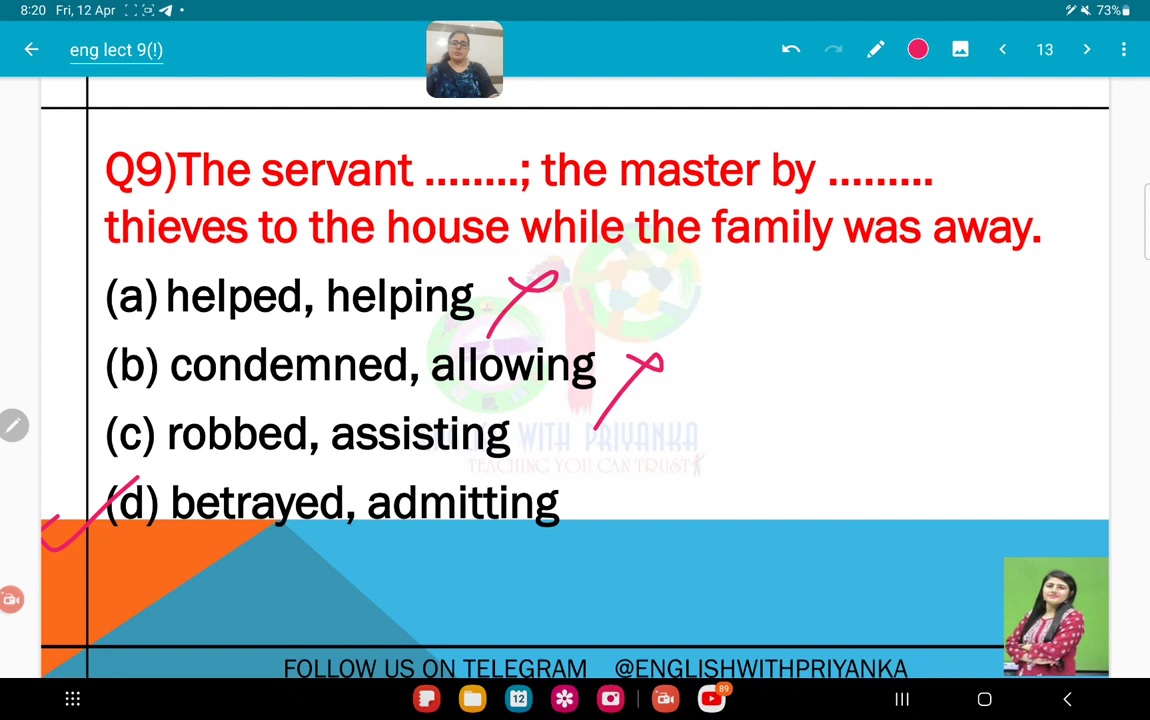 8:20 Fri, 12 Apr
73%
eng lect 9(!)
13
Q9)The servant ........; the master by .........
thieves to the house while the family was away.
(a) helped, helping
(b) condemned, allowing
(c) robbed, assisting
(d) betrayed, admitting
WITH PRIYANKA
TEACHING YOU CAN TRUST
FOLLOW US ON TELEGRAM @ENGLISHWITHPRIYANKA
12
89